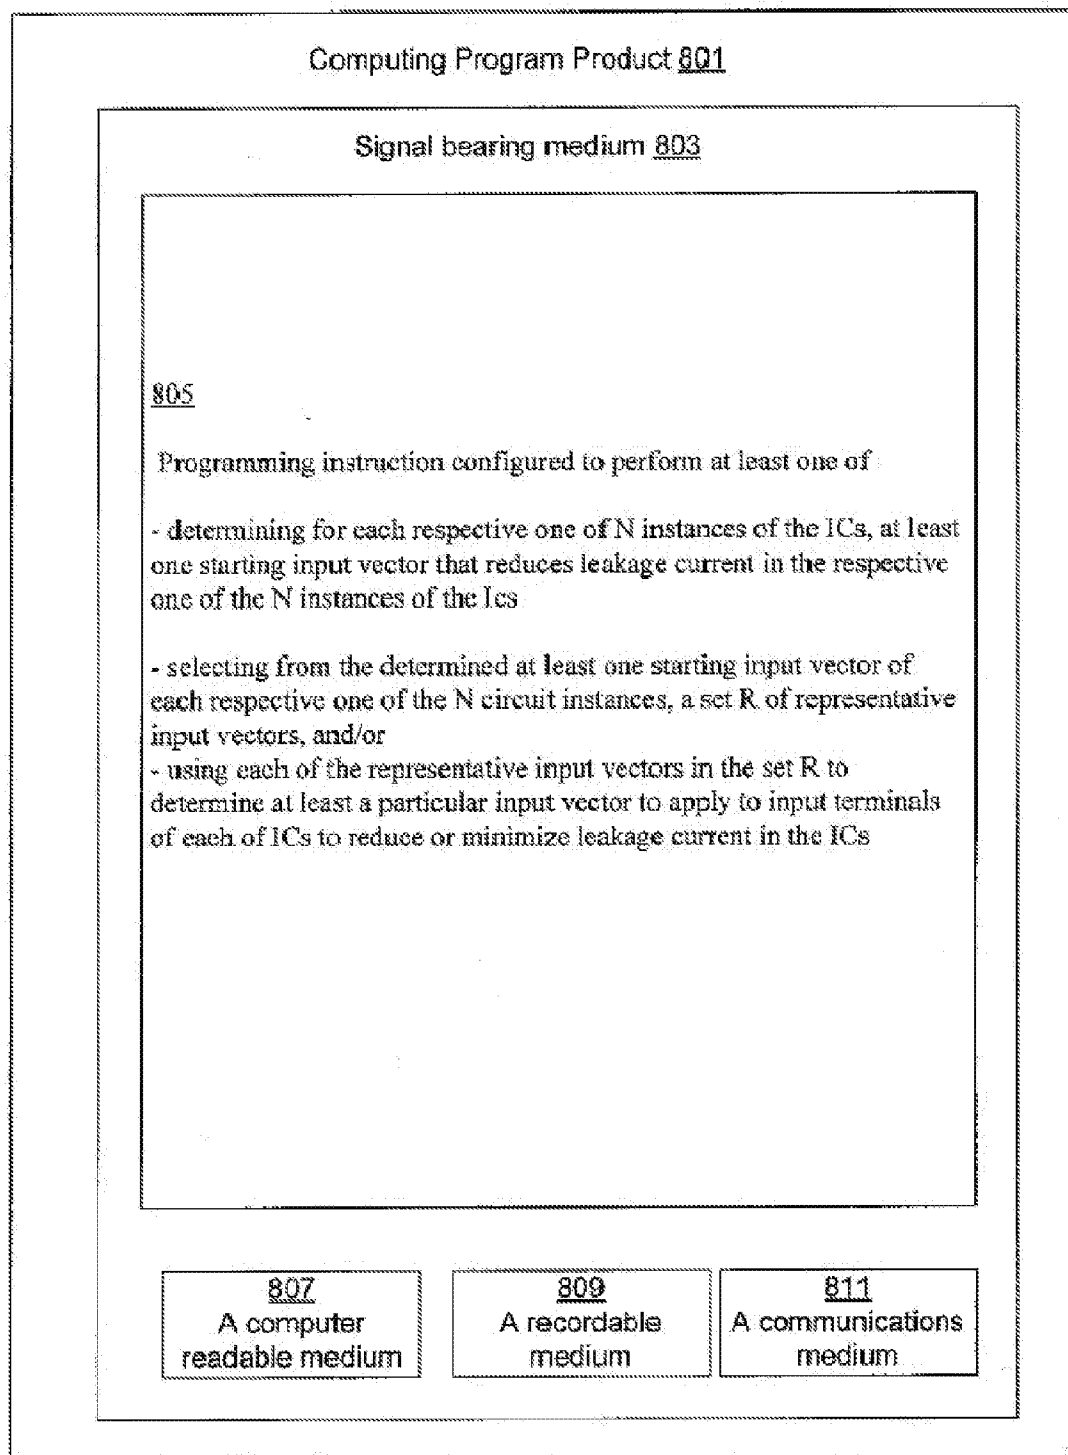 Computing Program Product 801
Signal bearing medium 803
805
Programming instruction configured to perform at least one of
- determining for each respective one of N instances of the ICs, at least
one starting input vector that reduces leakage current in the respective
one of the N instances of the Ics
- selecting from the determined at least one starting input vector of
each respective one of the N circuit instances, a set R of representative
input vectors, and/or
- using each of the representative input vectors in the set R to
determine at least a particular input vector to apply to input terminals
of each of ICs to reduce or minimize leakage current in the ICs
807
A computer
readable medium
809
A recordable
medium
811
A communications
medium